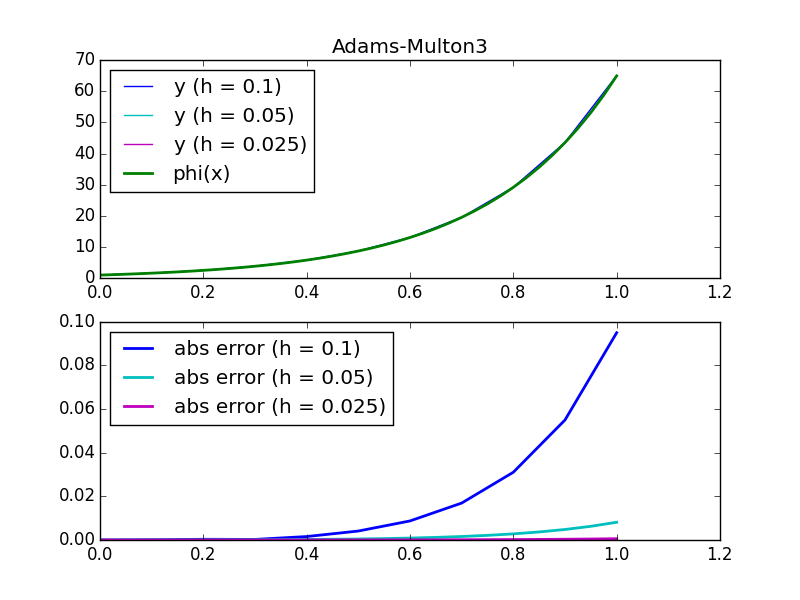 Adams-Multon3
70
60
50
40
30
20
10
0
y (h = 0.1)
y (h = 0.05)
y (h = 0.025)
phi(x)
0.0 0.2 0.4 0.6 0.8 1.0 1.2
0.10
0.08
0.06
0.04
0.02
0.00
abs error (h = 0.1)
abs error (h = 0.05)
abs error (h = 0.025)
0.0 0.2 0.4 0.6 0.8 1.0 1.2